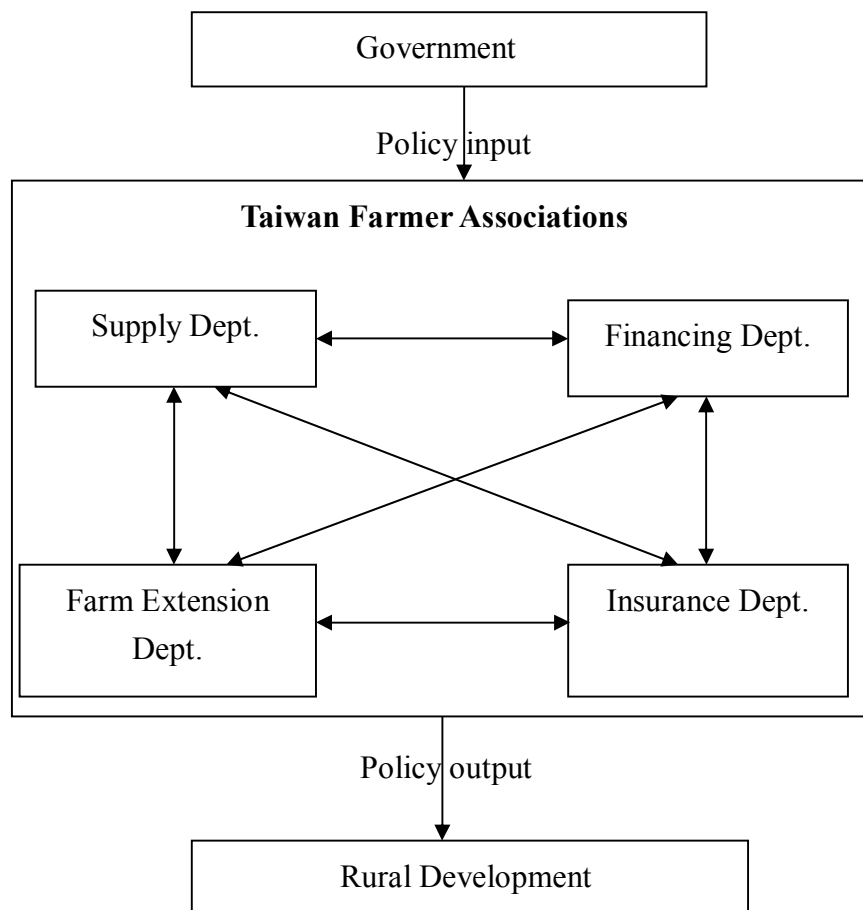 Government
Policy input
Taiwan Farmer Associations
Supply Dept.
Financing Dept.
Farm Extension
Dept.
Insurance Dept.
Policy output
Rural Development